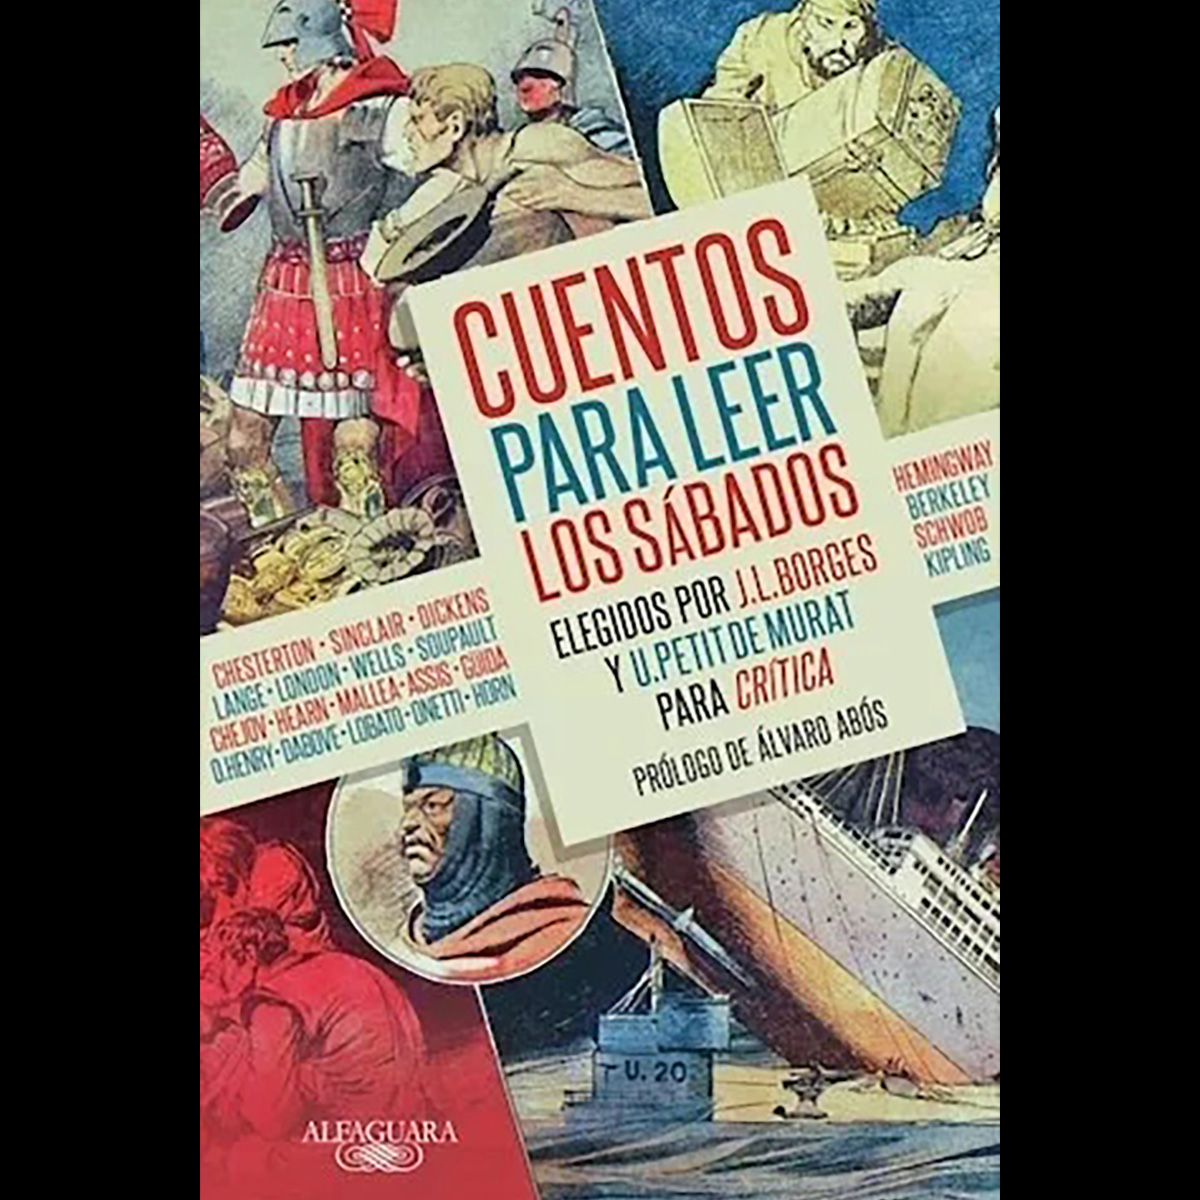 CUENTOS
PARA LEER
LOS SÁBADOS
ELEGIDOS POR J.L.BORGES
Y U.PETIT DE MURAT
PARA CRÍTICA
PRÓLOGO DE ÁLVARO ABÓS
HEMINGWAY
BERKELEY
SCHWOB
KIPLING
CHESTERTON · SINCLAIR · DICKENS
LANGE · LONDON · WELLS · SOUPAULT
CHEJOV · HEARN · MALLEA · ASSIS · GÜIDA
O.HENRY · DABOVE · LOBATO · ONETTI · HORN
U. 20
ALFAGUARA